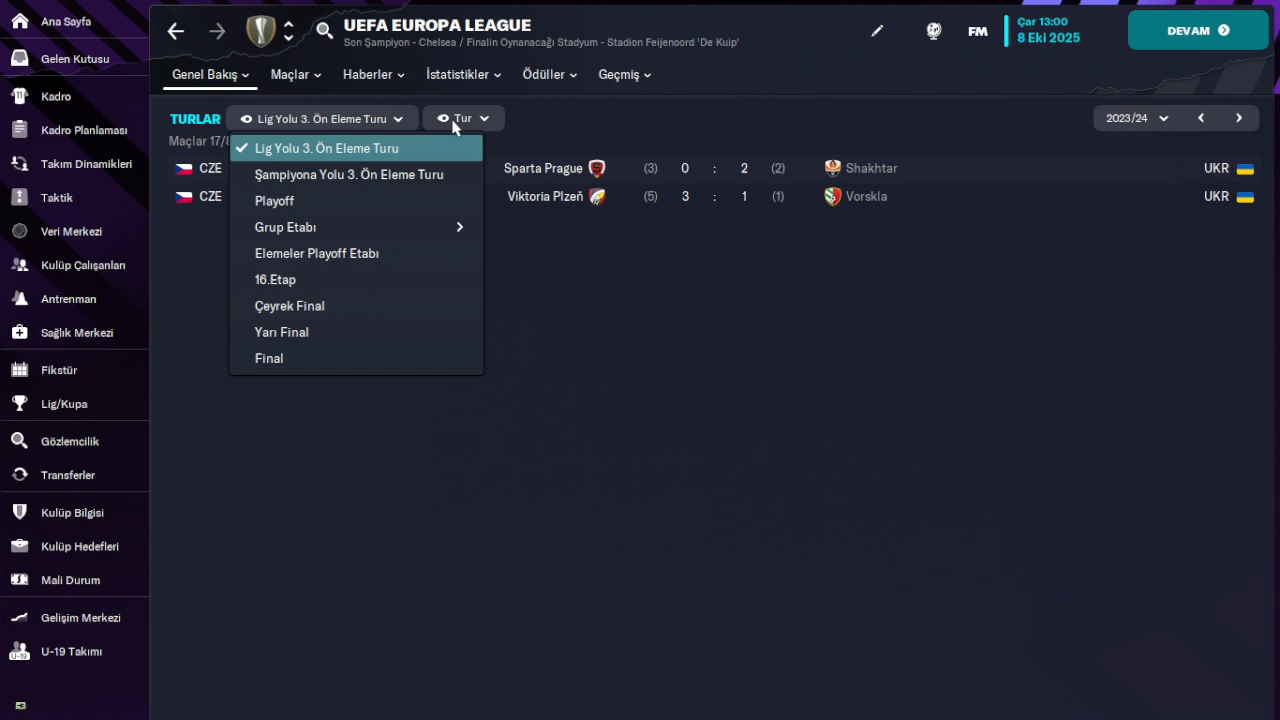 Ana Sayfa
Gelen Kutusu
Kadro
Kadro Planlaması
Takım Dinamikleri
Taktik
Veri Merkezi
Kulüp Çalışanları
Antrenman
Sağlık Merkezi
Fikstür
Lig/Kupa
Gözlemcilik
Transferler
Kulüp Bilgisi
Kulüp Hedefleri
Mali Durum
Gelişim Merkezi
U-19 Takımı
UEFA EUROPA LEAGUE
Son Şampiyon - Chelsea / Finalin Oynanacağı Stadyum - Stadion Feijenoord 'De Kuip'
FM
Çar 13:00
8 Eki 2025
DEVAM
Genel Bakış Maçlar Haberler İstatistikler Ödüller Geçmiş
TURLAR Lig Yolu 3. Ön Eleme Turu Tur 2023/24
Maçlar 17/8
Lig Yolu 3. Ön Eleme Turu
Şampiyona Yolu 3. Ön Eleme Turu
Playoff
Grup Etabı
Elemeler Playoff Etabı
16.Etap
Çeyrek Final
Yarı Final
Final
CZE Sparta Prague (3) 0 : 2 (2) Shakhtar UKR
CZE Viktoria Plzeň (5) 3 : 1 (1) Vorskla UKR